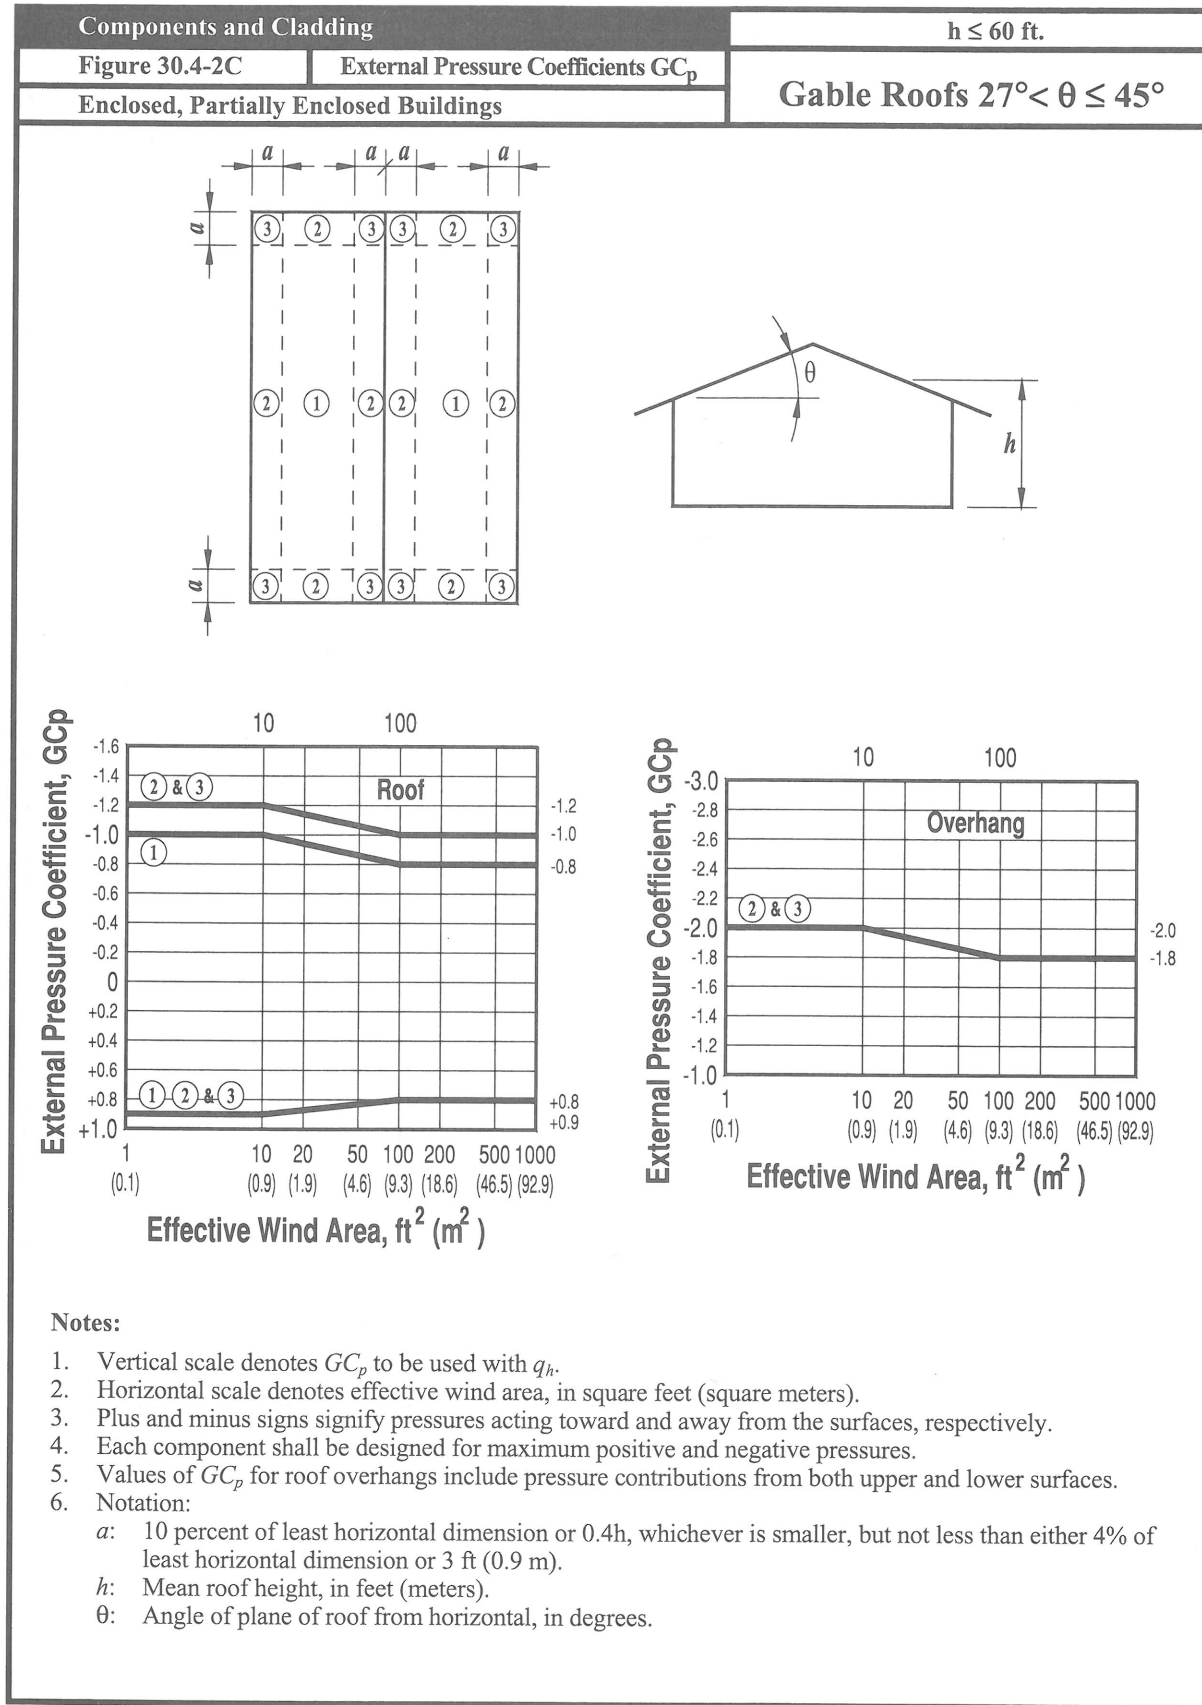 Components and Cladding
h ≤ 60 ft.
Figure 30.4-2C
External Pressure Coefficients GCp
Gable Roofs 27°< θ ≤ 45°
Enclosed, Partially Enclosed Buildings
a a a a
a
3 2 3 3 2 3
2 1 2 2 1 2
θ
h
a
3 2 3 3 2 3
External Pressure Coefficient, GCp
10 100
-1.6
-1.4
-1.2
-1.0
-0.8
-0.6
-0.4
-0.2
0
+0.2
+0.4
+0.6
+0.8
+1.0
2 & 3
Roof
1
1 2 & 3
-1.2
-1.0
-0.8
+0.8
+0.9
1 10 20 50 100 200 500 1000
(0.1) (0.9) (1.9) (4.6) (9.3) (18.6) (46.5) (92.9)
Effective Wind Area, ft² (m²)
External Pressure Coefficient, GCp
10 100
-3.0
-2.8
-2.6
-2.4
-2.2
-2.0
-1.8
-1.6
-1.4
-1.2
-1.0
Overhang
2 & 3
-2.0
-1.8
1 10 20 50 100 200 500 1000
(0.1) (0.9) (1.9) (4.6) (9.3) (18.6) (46.5) (92.9)
Effective Wind Area, ft² (m²)
Notes:
1. Vertical scale denotes GCp to be used with qh.
2. Horizontal scale denotes effective wind area, in square feet (square meters).
3. Plus and minus signs signify pressures acting toward and away from the surfaces, respectively.
4. Each component shall be designed for maximum positive and negative pressures.
5. Values of GCp for roof overhangs include pressure contributions from both upper and lower surfaces.
6. Notation:
a: 10 percent of least horizontal dimension or 0.4h, whichever is smaller, but not less than either 4% of
least horizontal dimension or 3 ft (0.9 m).
h: Mean roof height, in feet (meters).
θ: Angle of plane of roof from horizontal, in degrees.